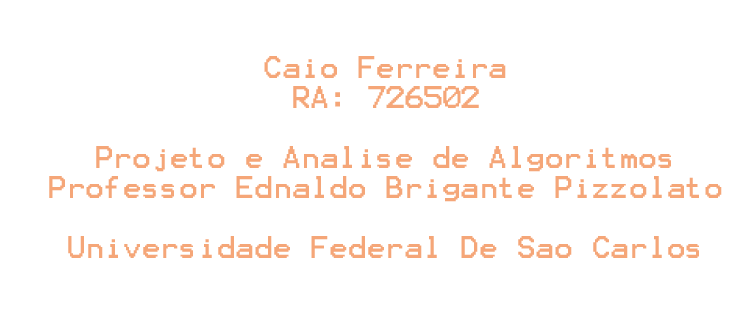 Caio Ferreira
RA: 726502
Projeto e Analise de Algoritmos
Professor Ednaldo Brigante Pizzolato
Universidade Federal De Sao Carlos